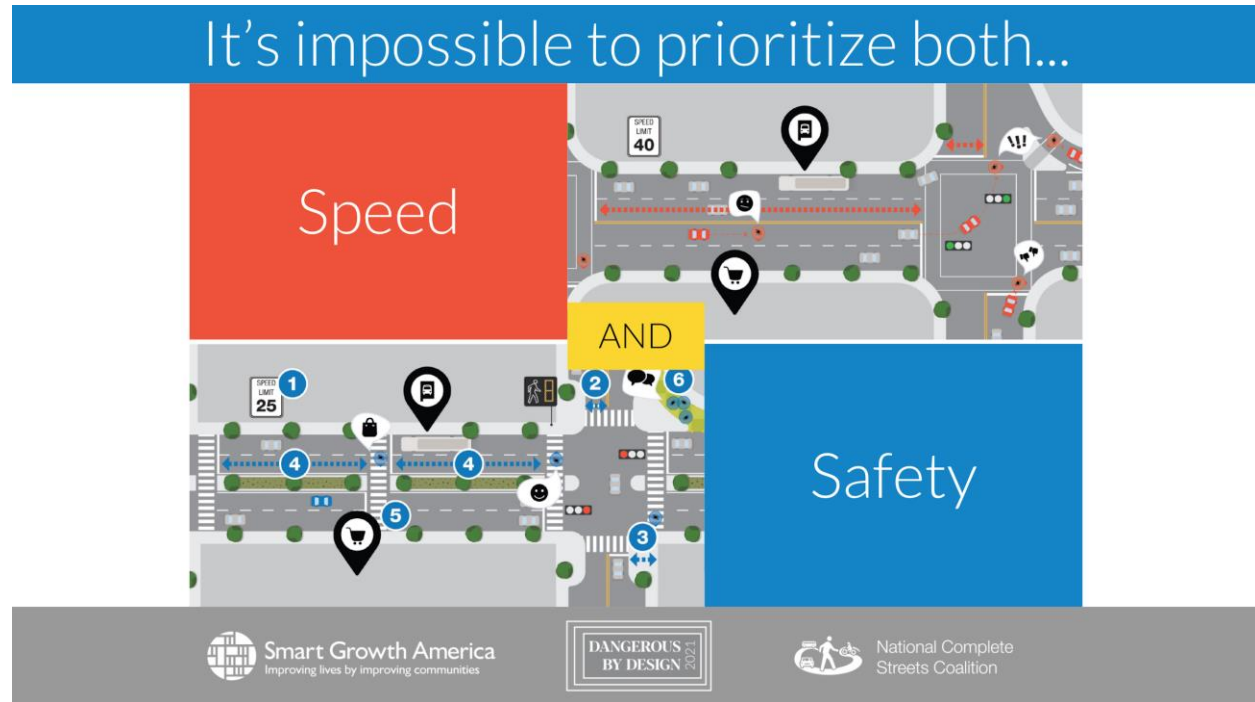 It's impossible to prioritize both...
Speed
SPEED
LIMIT
40
\!!
AND
SPEED
LIMIT
25
1
2
6
4
4
5
3
Safety
Smart Growth America
Improving lives by improving communities
DANGEROUS
BY DESIGN
2021
National Complete
Streets Coalition